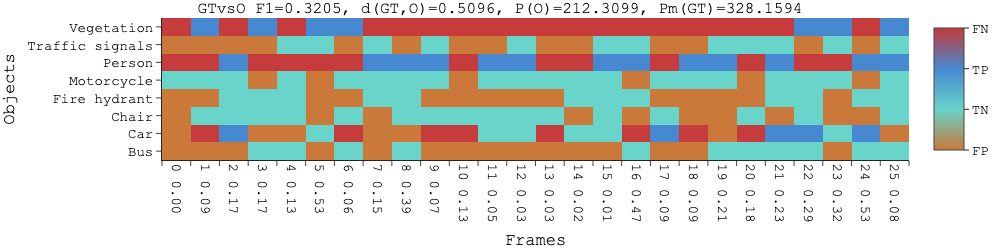 GTvsO F1=0.3205, d(GT,O)=0.5096, P(O)=212.3099, Pm(GT)=328.1594
Objects
Vegetation
Traffic signals
Person
Motorcycle
Fire hydrant
Chair
Car
Bus
FN
TP
TN
FP
0 0.00
1 0.09
2 0.17
3 0.17
4 0.13
5 0.53
6 0.06
7 0.15
8 0.39
9 0.07
10 0.13
11 0.05
12 0.03
13 0.03
14 0.02
15 0.01
16 0.47
17 0.09
18 0.09
19 0.21
20 0.14
21 0.23
22 0.29
23 0.32
24 0.53
25 0.08
Frames